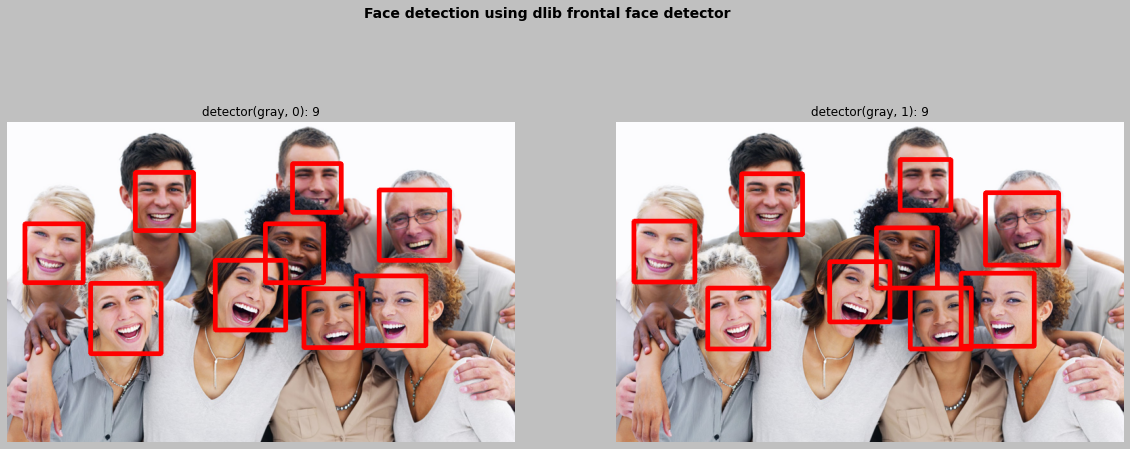 Face detection using dlib frontal face detector
detector(gray, 0): 9
detector(gray, 1): 9